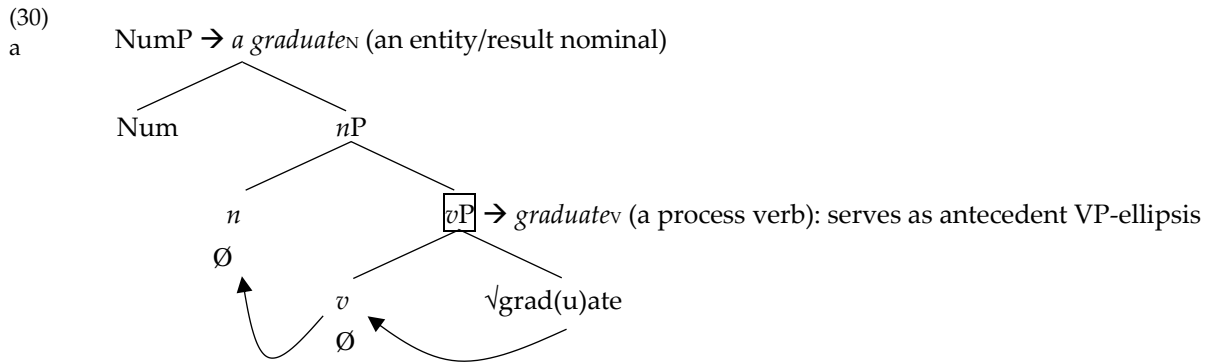 (30)
a NumP → a graduateN (an entity/result nominal)
Num nP
n vP → graduateV (a process verb): serves as antecedent VP-ellipsis
Ø
v √grad(u)ate
Ø